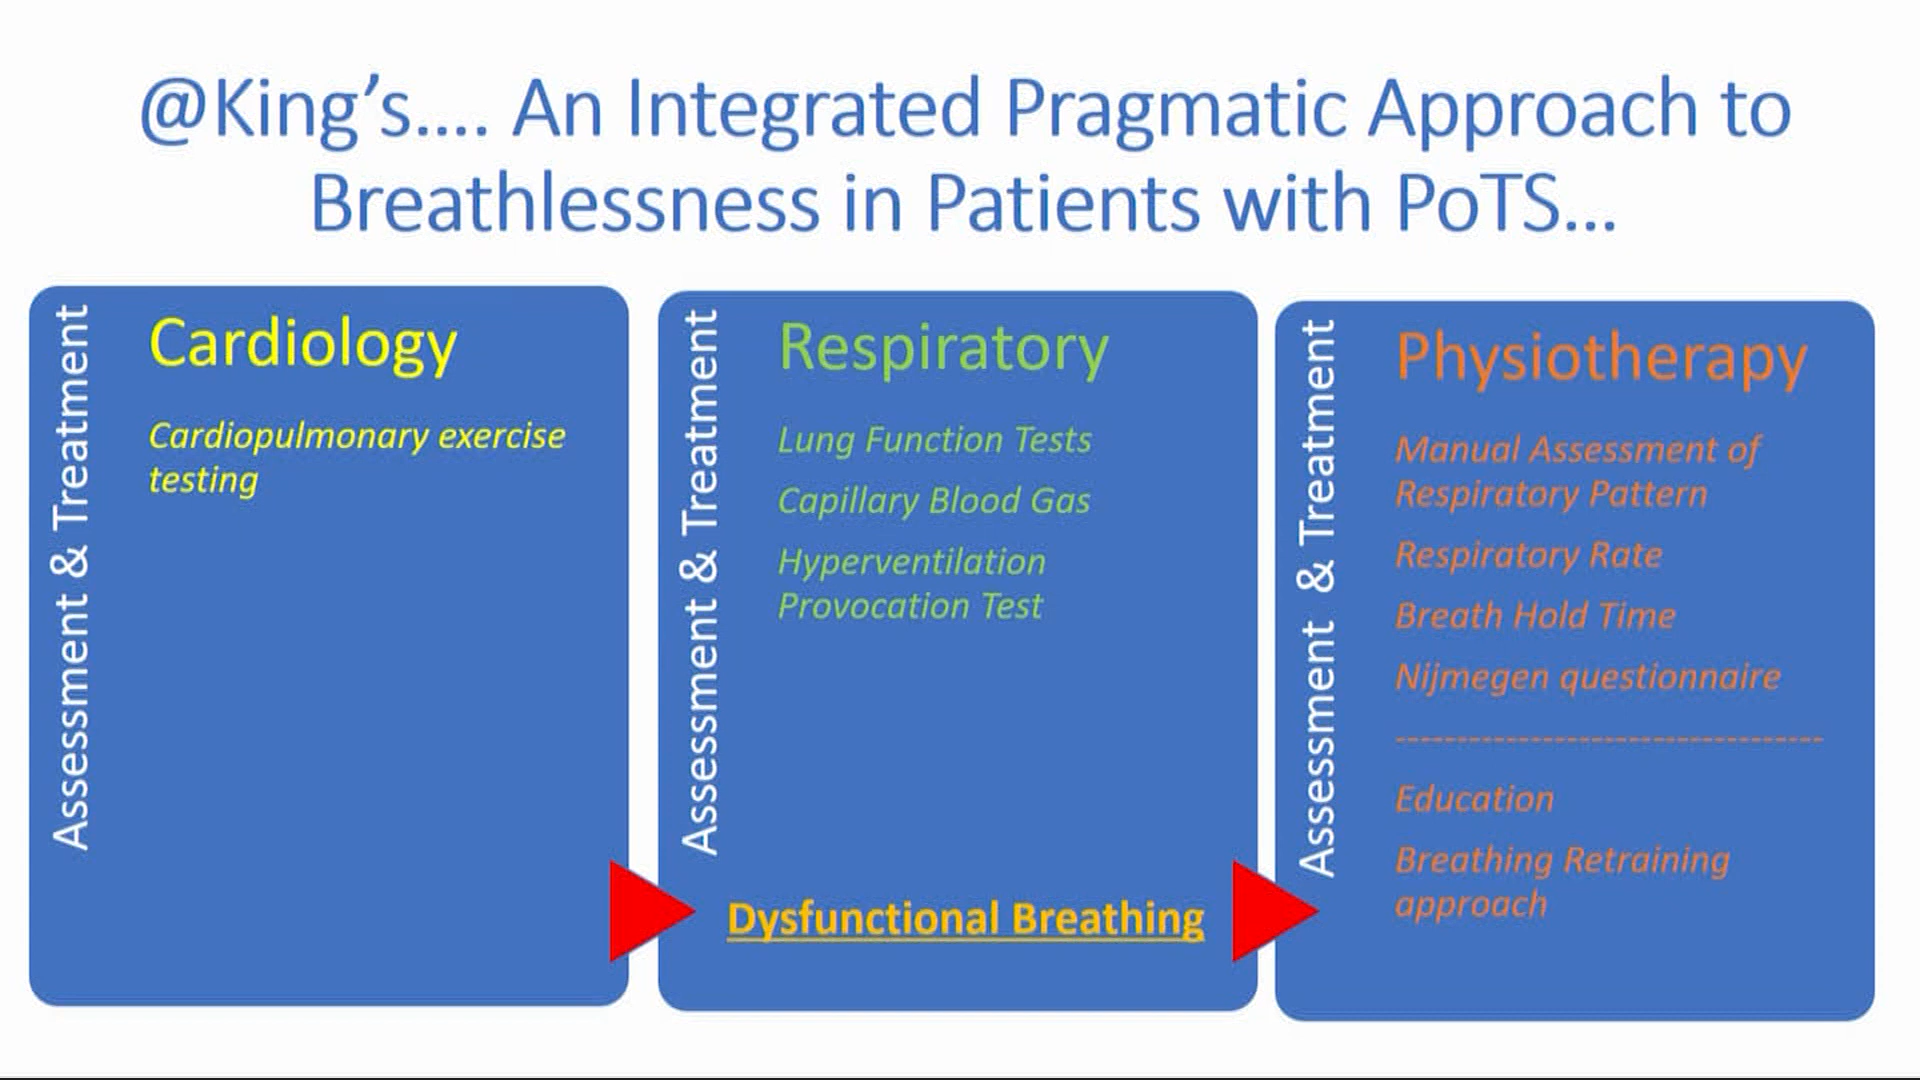 @King’s.... An Integrated Pragmatic Approach to
Breathlessness in Patients with PoTS...
Assessment & Treatment
Cardiology
Cardiopulmonary exercise
testing
Assessment & Treatment
Respiratory
Lung Function Tests
Capillary Blood Gas
Hyperventilation
Provocation Test
Dysfunctional Breathing
Assessment & Treatment
Physiotherapy
Manual Assessment of
Respiratory Pattern
Respiratory Rate
Breath Hold Time
Nijmegen questionnaire
-----------------------------------
Education
Breathing Retraining
approach